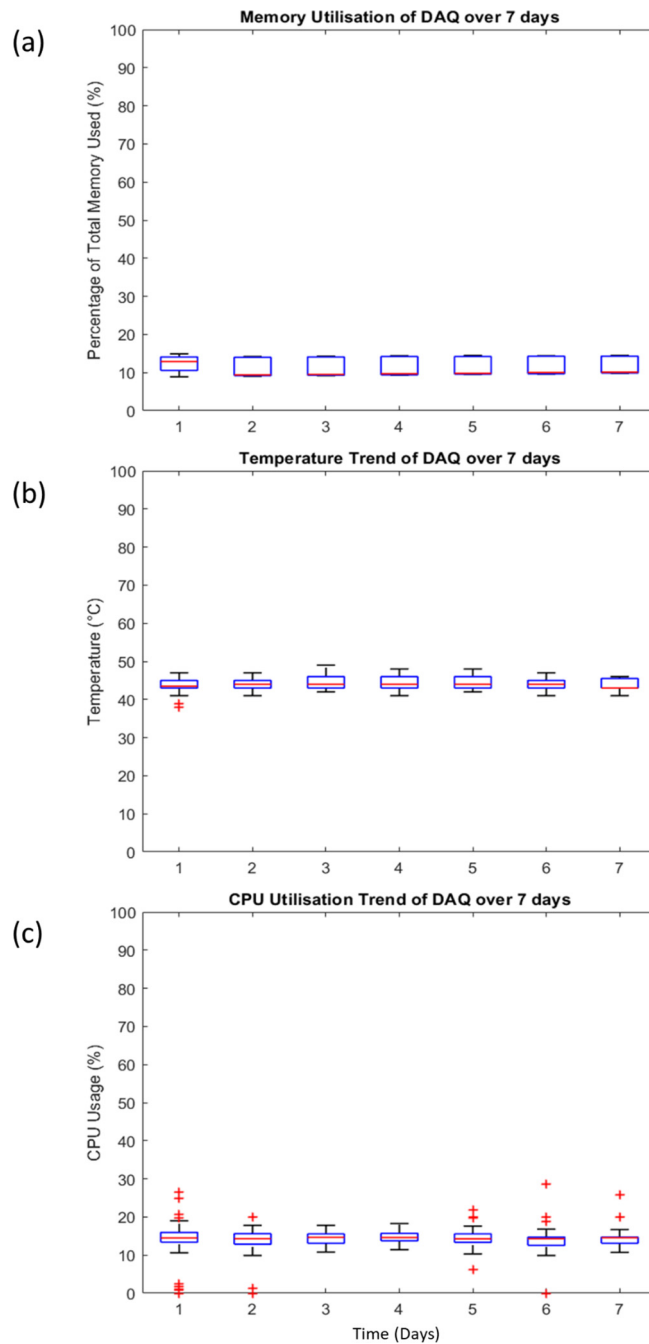 (a)
Memory Utilisation of DAQ over 7 days
Percentage of Total Memory Used (%)
100
90
80
70
60
50
40
30
20
10
0
1 2 3 4 5 6 7
(b)
Temperature Trend of DAQ over 7 days
Temperature (°C)
100
90
80
70
60
50
40
30
20
10
0
1 2 3 4 5 6 7
(c)
CPU Utilisation Trend of DAQ over 7 days
CPU Usage (%)
100
90
80
70
60
50
40
30
20
10
0
1 2 3 4 5 6 7
Time (Days)